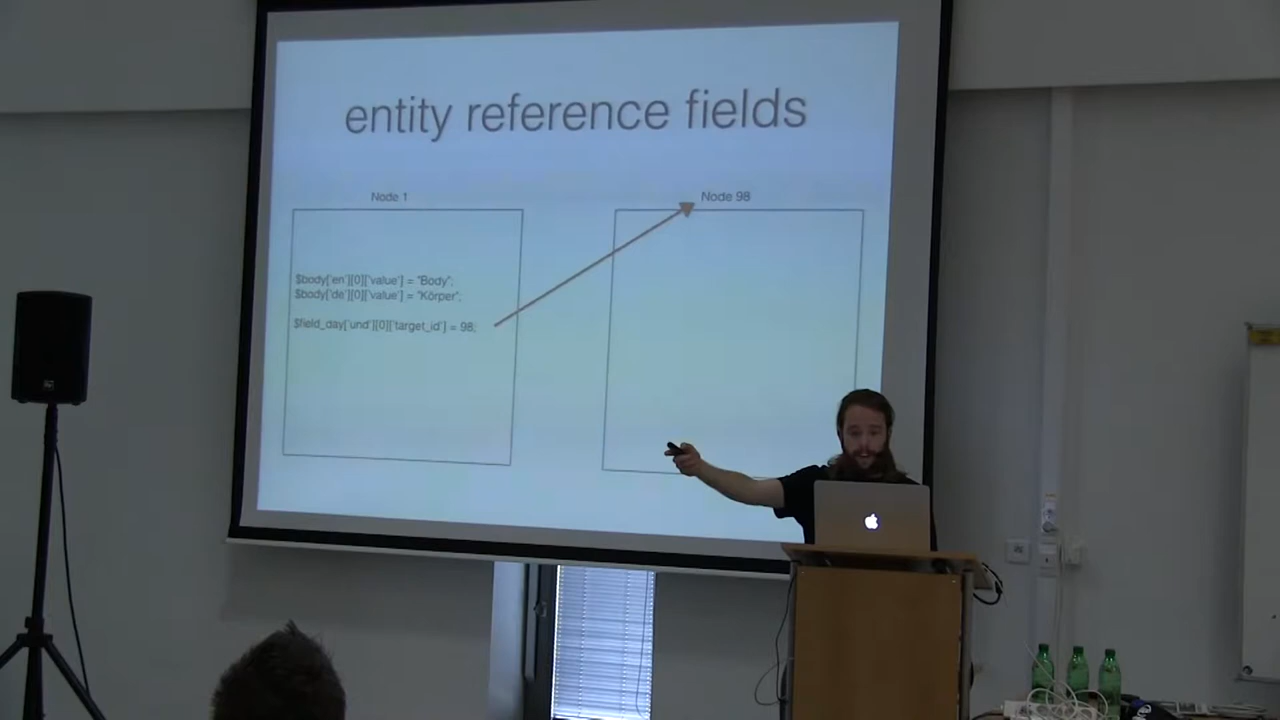 entity reference fields
Node 1
Node 98
$body['en'][0]['value'] = "Body";
$body['de'][0]['value'] = "Körper";
$field_day['und'][0]['target_id'] = 98;